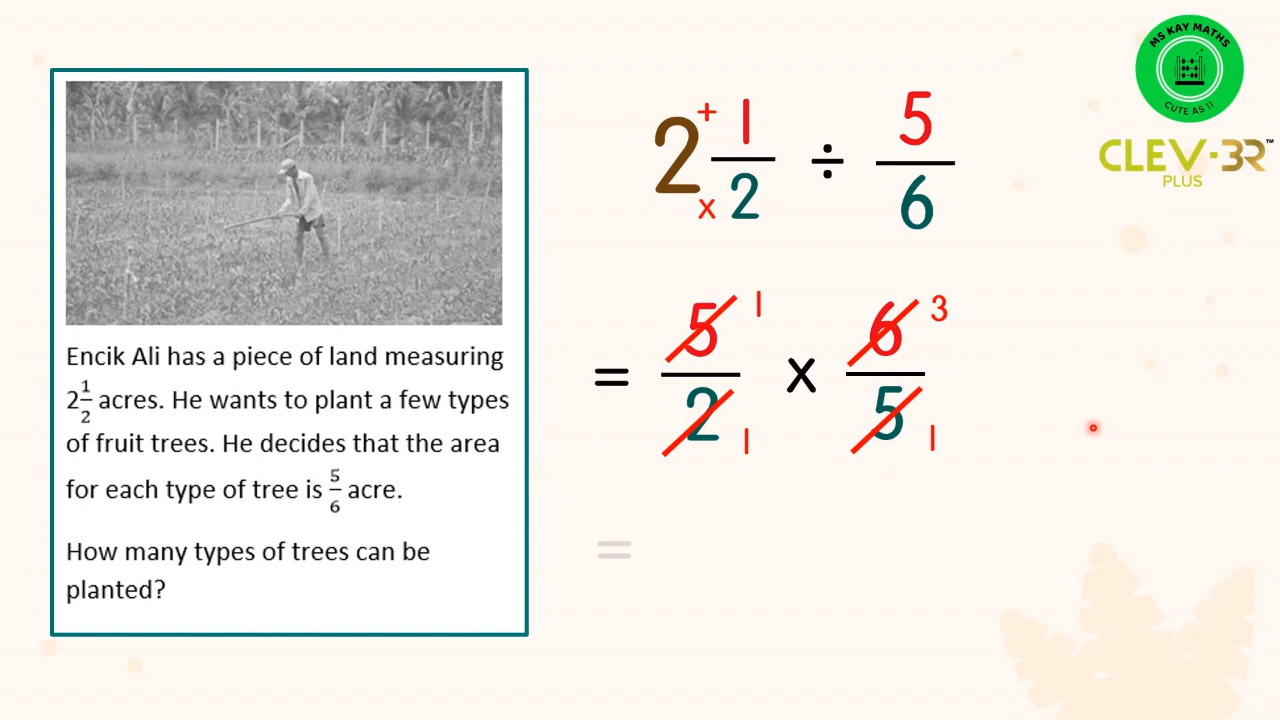 MS KAY MATHS
CUTE AS !!
CLEV-3R™
PLUS
Encik Ali has a piece of land measuring
2 1/2 acres. He wants to plant a few types
of fruit trees. He decides that the area
for each type of tree is 5/6 acre.
How many types of trees can be
planted?
2 + 1/2 x ÷ 5/6
= 5/2 x 6/5
1 3
1 1
=